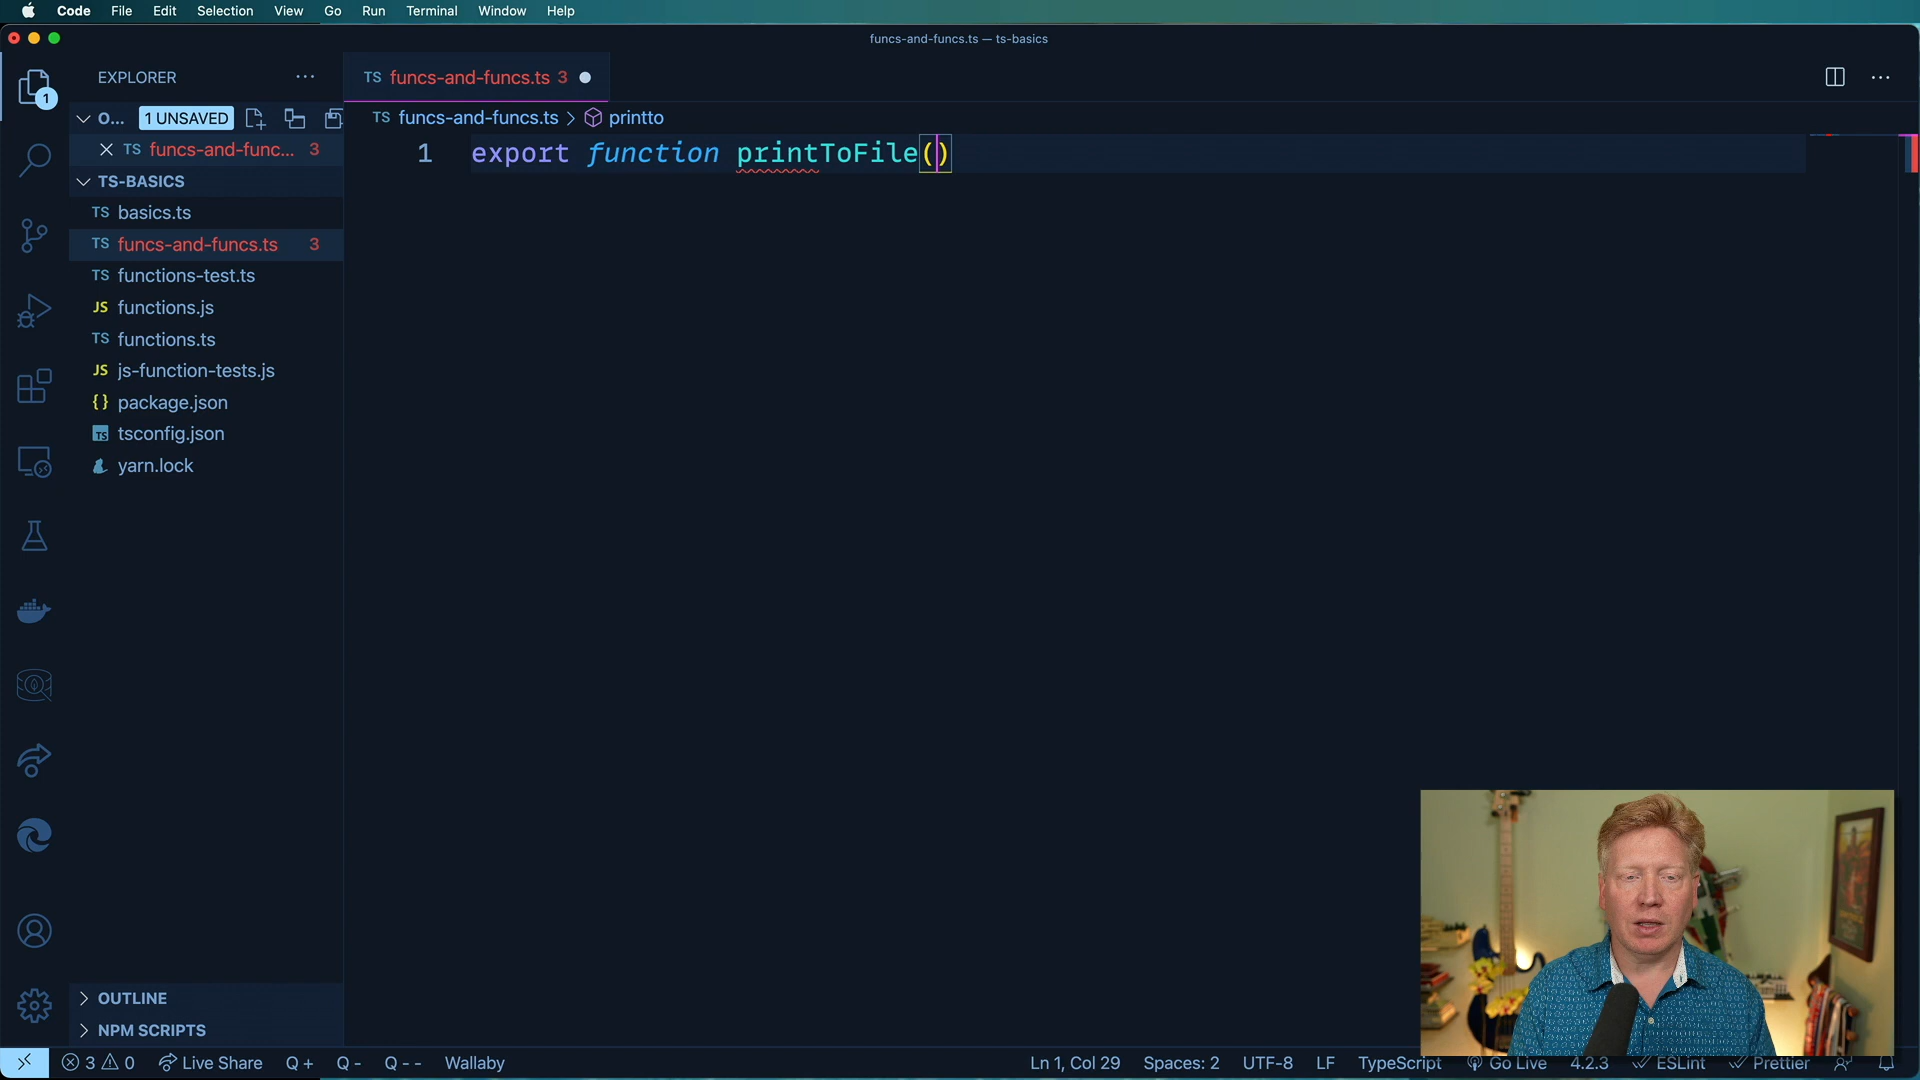 Code File Edit Selection View Go Run Terminal Window Help
funcs-and-funcs.ts — ts-basics
EXPLORER
TS funcs-and-funcs.ts 3
1
O... 1 UNSAVED
TS funcs-and-funcs.ts > printto
TS funcs-and-func... 3
1 export function printToFile()
TS-BASICS
TS basics.ts
TS funcs-and-funcs.ts 3
TS functions-test.ts
JS functions.js
TS functions.ts
JS js-function-tests.js
{ } package.json
TS tsconfig.json
yarn.lock
OUTLINE
NPM SCRIPTS
3 0 Live Share Q + Q - Q - - Wallaby Ln 1, Col 29 Spaces: 2 UTF-8 LF TypeScript Go Live 4.2.3 ESLint Prettier